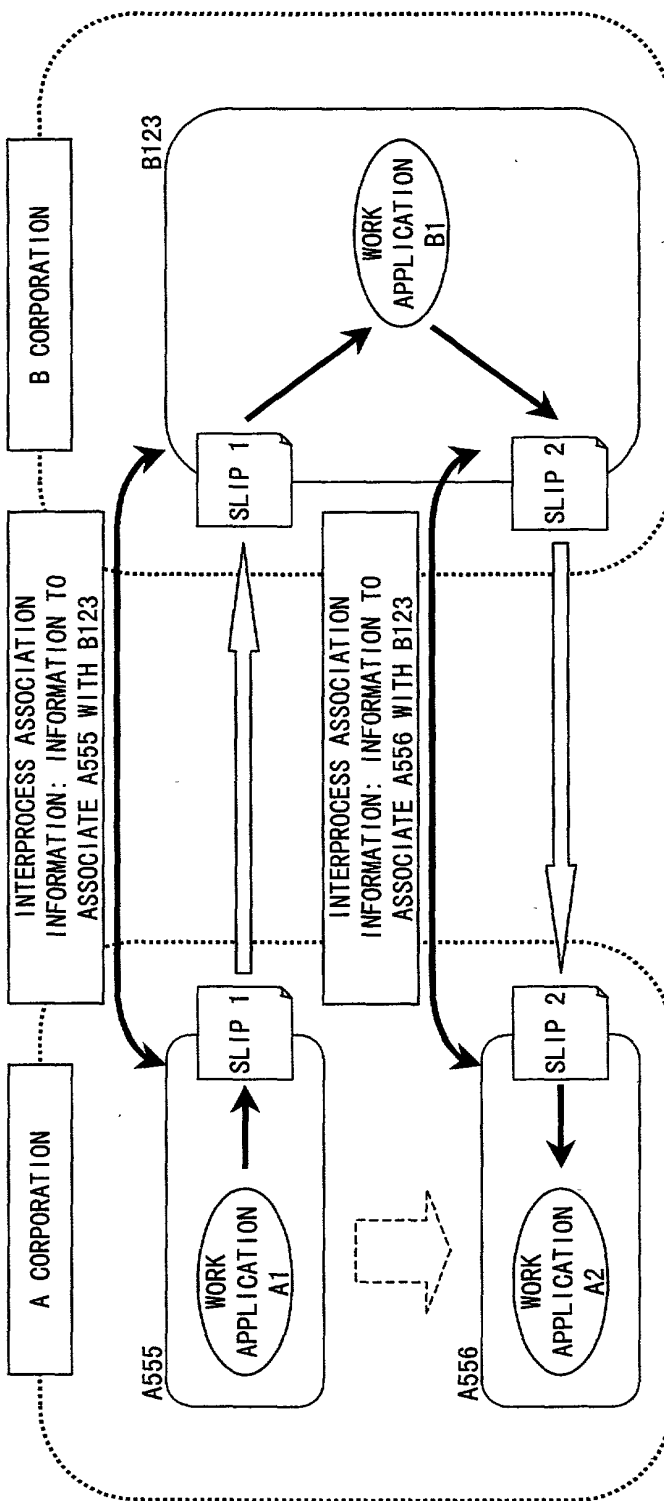 A CORPORATION
B CORPORATION
INTERPROCESS ASSOCIATION
INFORMATION: INFORMATION TO
ASSOCIATE A555 WITH B123
A555
WORK
APPLICATION
A1
SLIP 1
SLIP 1
B123
WORK
APPLICATION
B1
INTERPROCESS ASSOCIATION
INFORMATION: INFORMATION TO
ASSOCIATE A556 WITH B123
A556
WORK
APPLICATION
A2
SLIP 2
SLIP 2